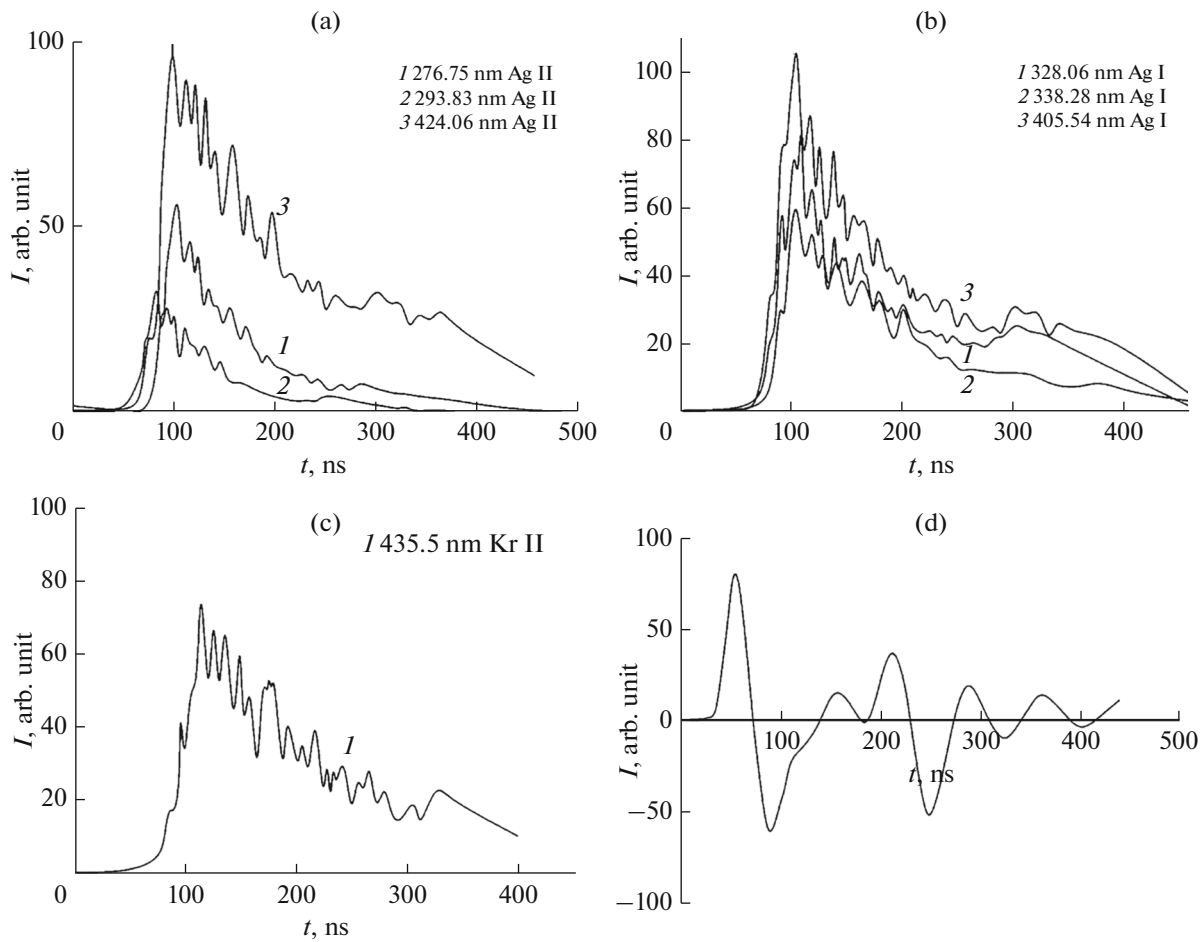 (a)
100
50
0
100
200
300
400
500
I, arb. unit
t, ns
1 276.75 nm Ag II
2 293.83 nm Ag II
3 424.06 nm Ag II
3
1
2
(b)
100
80
60
40
20
0
100
200
300
400
I, arb. unit
t, ns
1 328.06 nm Ag I
2 338.28 nm Ag I
3 405.54 nm Ag I
3
1
2
(c)
100
80
60
40
20
0
100
200
300
400
I, arb. unit
t, ns
1 435.5 nm Kr II
1
(d)
100
50
0
−50
−100
100
200
300
400
500
I, arb. unit
t, ns